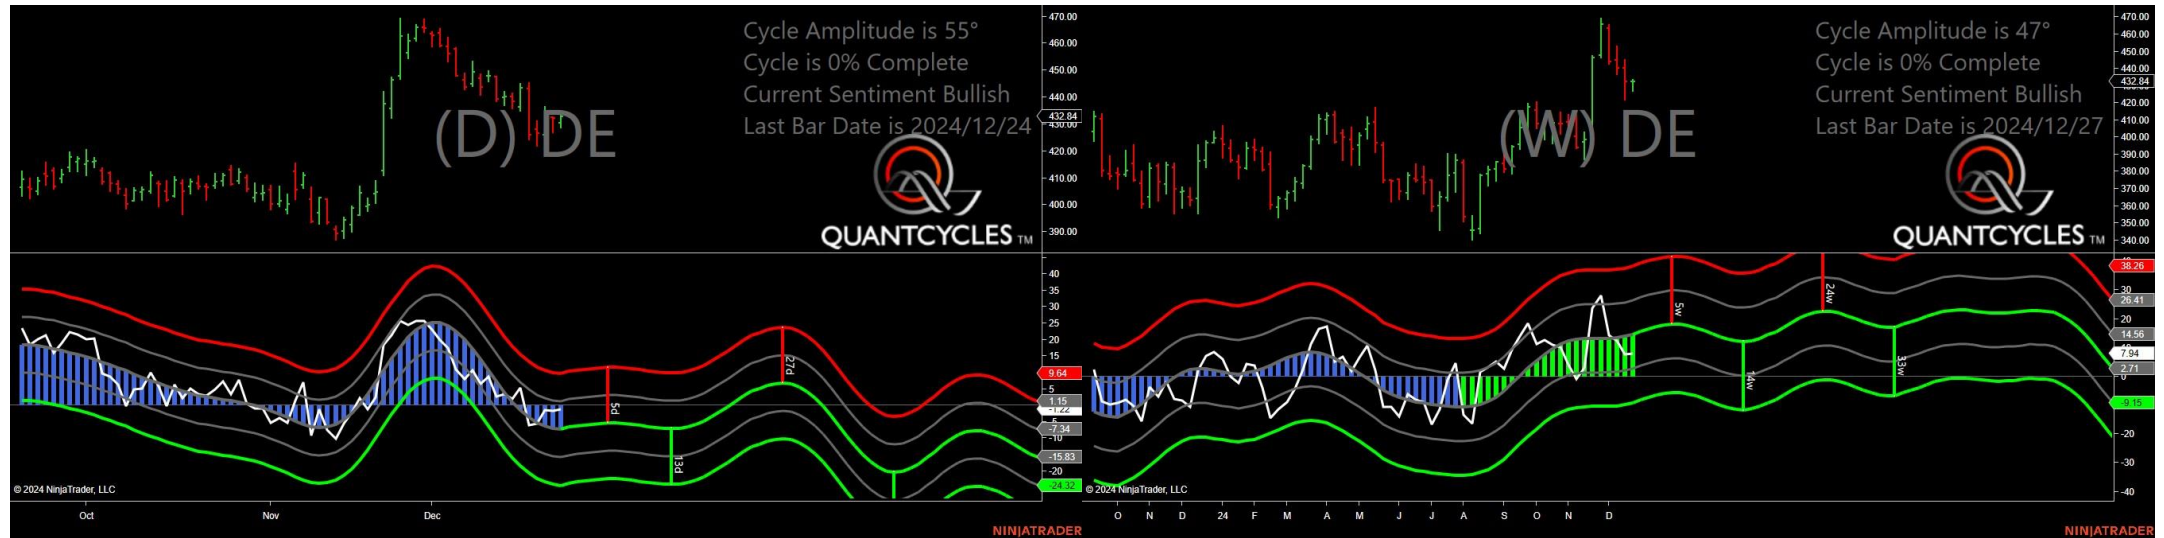 Cycle Amplitude is 55°
Cycle is 0% Complete
Current Sentiment Bullish
Last Bar Date is 2024/12/24
(D) DE
QUANTCYCLES TM
470.00
460.00
450.00
440.00
432.84
430.00
420.00
410.00
400.00
390.00
40
35
30
25
20
15
9.64
5
1.15
-1.22
-7.34
-10
-15.83
-20
-24.32
5d
13d
27d
© 2024 NinjaTrader, LLC
Oct
Nov
Dec
NINJATRADER
Cycle Amplitude is 47°
Cycle is 0% Complete
Current Sentiment Bullish
Last Bar Date is 2024/12/27
(W) DE
QUANTCYCLES TM
470.00
460.00
450.00
440.00
432.84
420.00
410.00
400.00
390.00
380.00
370.00
360.00
350.00
340.00
38.26
30
26.41
20
14.56
7.94
2.71
0
-9.15
-20
-30
-40
5w
14w
24w
33w
© 2024 NinjaTrader, LLC
O
N
D
24
F
M
A
M
J
J
A
S
O
N
D
NINJATRADER